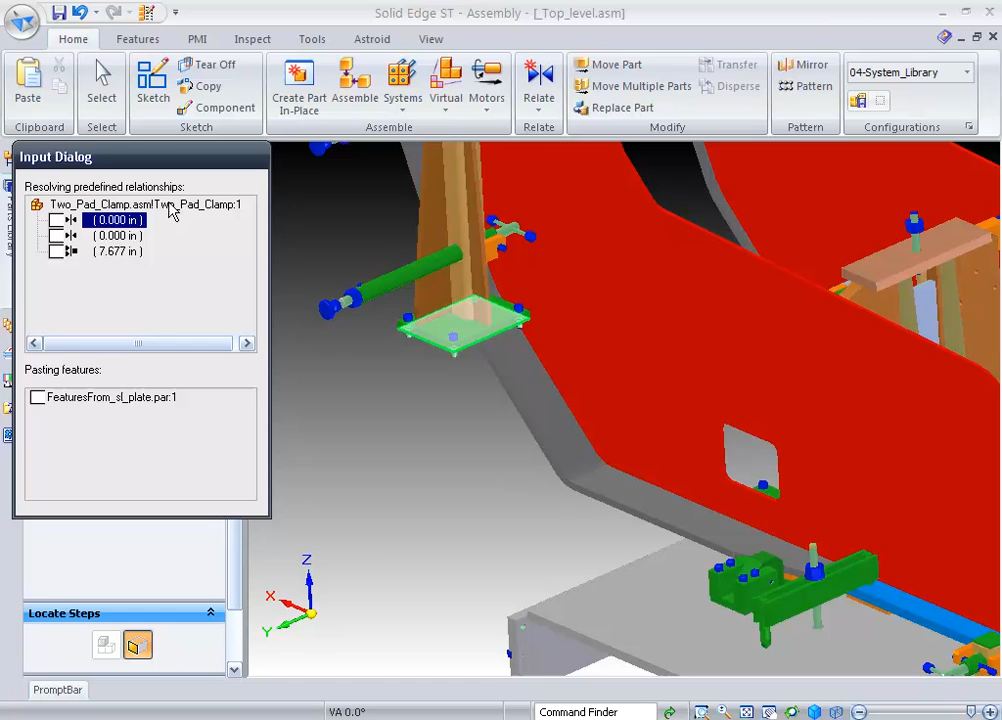 Solid Edge ST - Assembly - [_Top_level.asm]
Home Features PMI Inspect Tools Astroid View
Paste
Clipboard
Select
Select
Sketch
Tear Off
Copy
Component
Sketch
Create Part In-Place
Assemble
Systems
Virtual
Motors
Assemble
Relate
Relate
Move Part
Move Multiple Parts
Replace Part
Transfer
Disperse
Modify
Mirror
Pattern
Pattern
04-System_Library
Configurations
Input Dialog
Resolving predefined relationships:
Two_Pad_Clamp.asm!Two_Pad_Clamp:1
( 0.000 in )
( 0.000 in )
( 7.677 in )
Pasting features:
FeaturesFrom_sl_plate.par:1
Library
Locate Steps
Z
X
Y
PromptBar
VA 0.0°
Command Finder